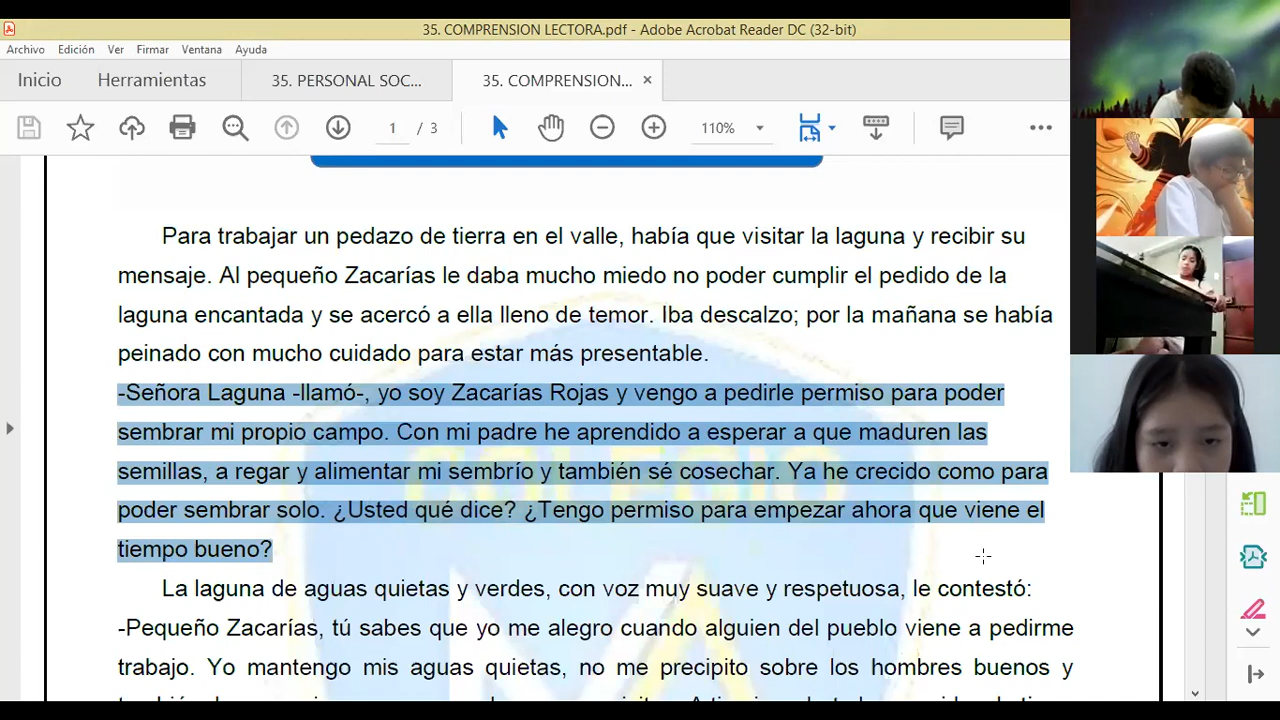 35. COMPRENSION LECTORA.pdf - Adobe Acrobat Reader DC (32-bit)
Archivo Edición Ver Firmar Ventana Ayuda
Inicio Herramientas 35. PERSONAL SOC... 35. COMPRENSION... ×
1 / 3 110%
Para trabajar un pedazo de tierra en el valle, había que visitar la laguna y recibir su
mensaje. Al pequeño Zacarías le daba mucho miedo no poder cumplir el pedido de la
laguna encantada y se acercó a ella lleno de temor. Iba descalzo; por la mañana se había
peinado con mucho cuidado para estar más presentable.
-Señora Laguna -llamó-, yo soy Zacarías Rojas y vengo a pedirle permiso para poder
sembrar mi propio campo. Con mi padre he aprendido a esperar a que maduren las
semillas, a regar y alimentar mi sembrío y también sé cosechar. Ya he crecido como para
poder sembrar solo. ¿Usted qué dice? ¿Tengo permiso para empezar ahora que viene el
tiempo bueno?
La laguna de aguas quietas y verdes, con voz muy suave y respetuosa, le contestó:
-Pequeño Zacarías, tú sabes que yo me alegro cuando alguien del pueblo viene a pedirme
trabajo. Yo mantengo mis aguas quietas, no me precipito sobre los hombres buenos y
COLEGIO